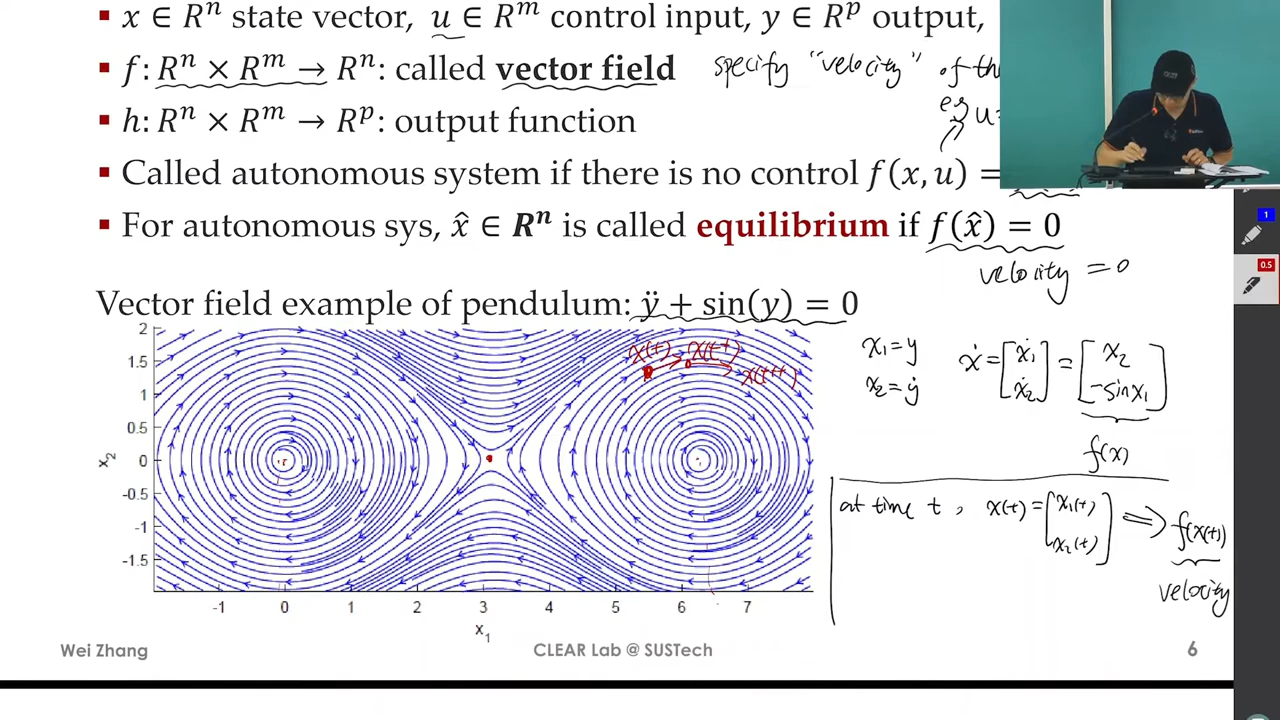 ▪ x ∈ Rⁿ state vector, u ∈ Rᵐ control input, y ∈ Rᵖ output,
▪ f: Rⁿ × Rᵐ → Rⁿ: called vector field
specify "velocity" of
▪ h: Rⁿ × Rᵐ → Rᵖ: output function
eg u=
▪ Called autonomous system if there is no control f(x, u) =
▪ For autonomous sys, x̂ ∈ Rⁿ is called equilibrium if f(x̂) = 0
velocity = 0
Vector field example of pendulum: ÿ + sin(y) = 0
x₁ = y
x₂ = ẏ
ẋ = [ẋ₁ ẋ₂] = [x₂ -sin x₁]
f(x)
x(t) x(t+) x(t++)
2
1.5
1
0.5
0
-0.5
-1
-1.5
x₂
-1 0 1 2 3 4 5 6 7
x₁
at time t, x(t) = [x₁(t) x₂(t)] ⟹ f(x(t))
velocity
Wei Zhang CLEAR Lab @ SUSTech 6
1
0.5